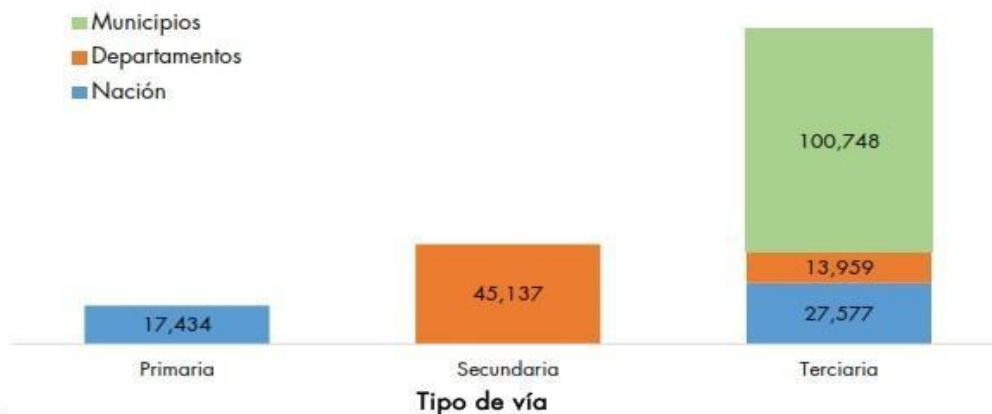 Municipios
Departamentos
Nación
100,748
13,959
45,137
27,577
17,434
Primaria
Secundaria
Terciaria
Tipo de vía